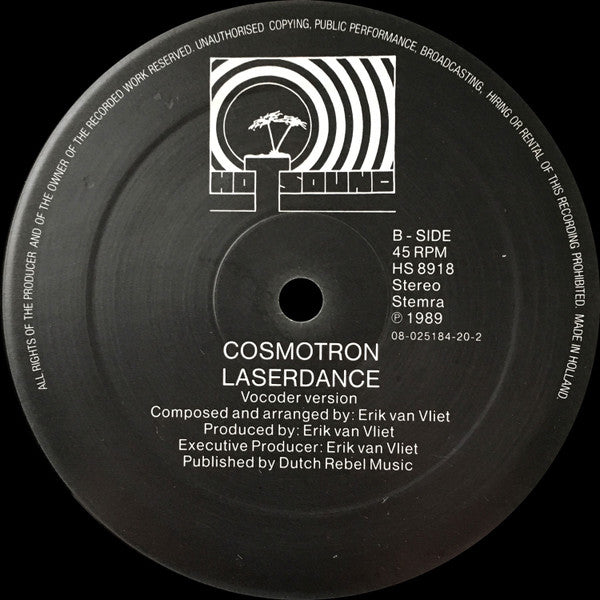 ALL RIGHTS OF THE PRODUCER AND OF THE OWNER OF THE RECORDED WORK RESERVED. UNAUTHORISED COPYING, PUBLIC PERFORMANCE, BROADCASTING, HIRING OR RENTAL OF THIS RECORDING PROHIBITED. MADE IN HOLLAND.
HOTSOUND
B - SIDE
45 RPM
HS 8918
Stereo
Stemra
℗ 1989
08-025184-20-2
COSMOTRON
LASERDANCE
Vocoder version
Composed and arranged by: Erik van Vliet
Produced by: Erik van Vliet
Executive Producer: Erik van Vliet
Published by Dutch Rebel Music